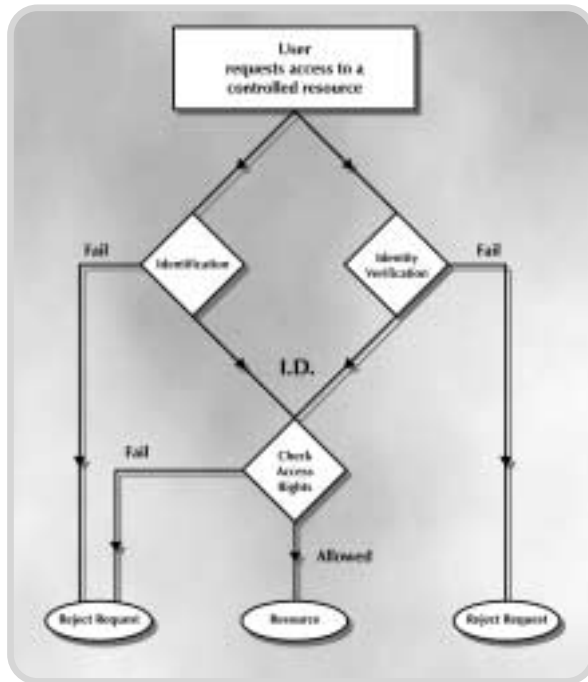 User
requests access to a
controlled resource
Fail
Identification
Identity
Verification
Fail
I.D.
Fail
Check
Access
Rights
Allowed
Reject Request
Resource
Reject Request